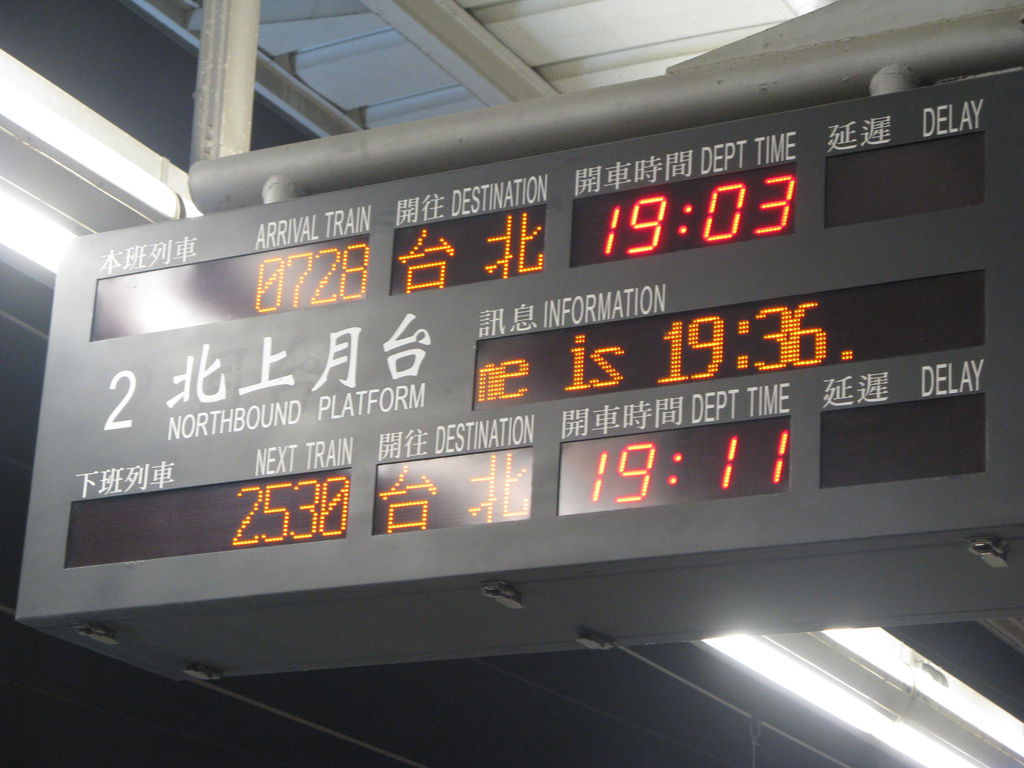 本班列車 ARRIVAL TRAIN 開往 DESTINATION 開車時間 DEPT TIME 延遲 DELAY
0728 台北 19:03
2 北上月台 訊息 INFORMATION
NORTHBOUND PLATFORM me is 19:36.
下班列車 NEXT TRAIN 開往 DESTINATION 開車時間 DEPT TIME 延遲 DELAY
2530 台北 19:11